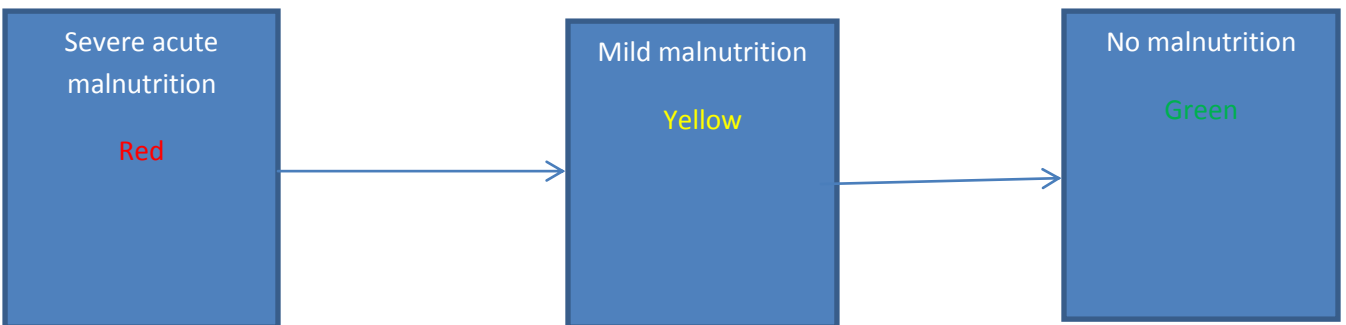 Severe acute
malnutrition
Red
Mild malnutrition
Yellow
No malnutrition
Green